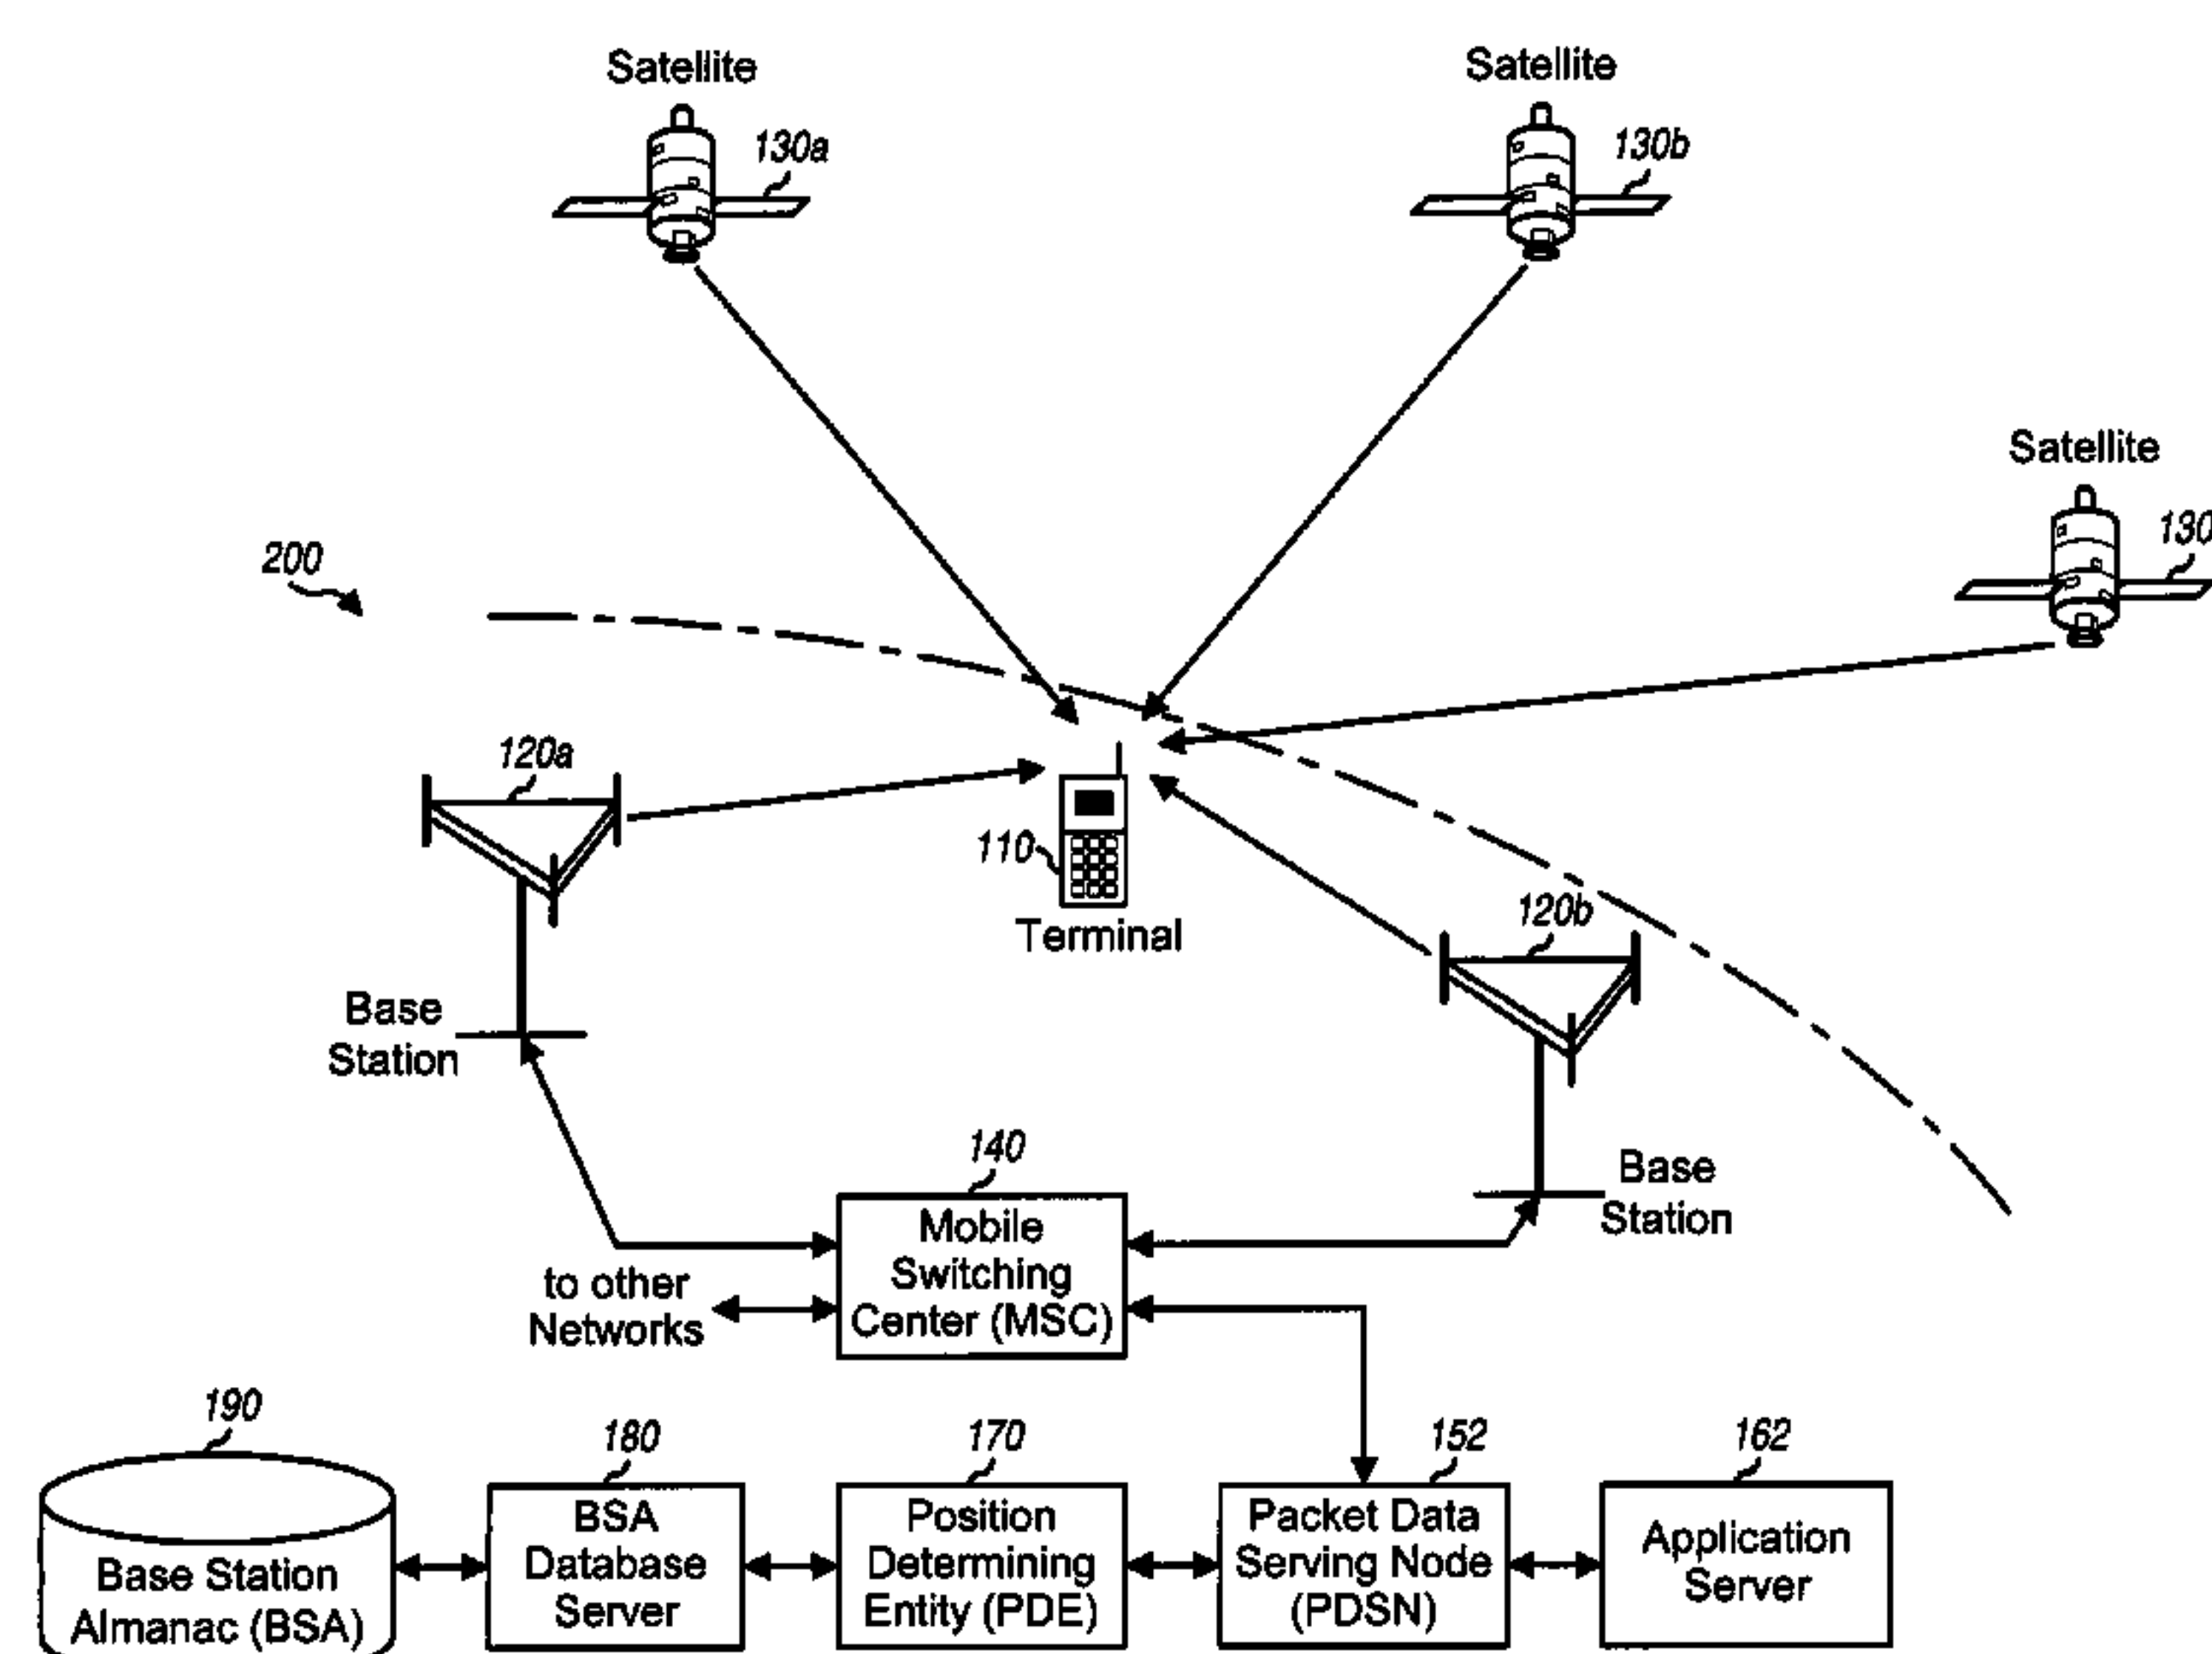 Satellite
Satellite
130a
130b
Satellite
130
200
120a
110
Terminal
120b
Base
Station
140
Base
Station
Mobile
Switching
Center (MSC)
to other
Networks
190
180
170
152
162
Base Station
Almanac (BSA)
BSA
Database
Server
Position
Determining
Entity (PDE)
Packet Data
Serving Node
(PDSN)
Application
Server